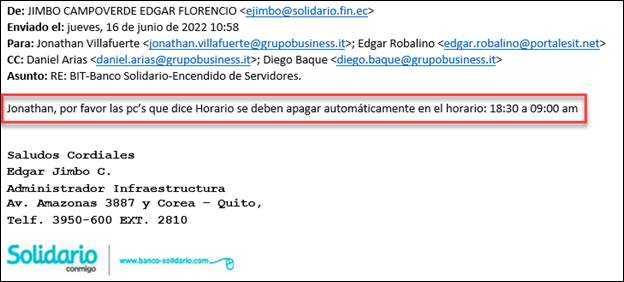 De: JIMBO CAMPOVERDE EDGAR FLORENCIO <ejimbo@solidario.fin.ec>
Enviado el: jueves, 16 de junio de 2022 10:58
Para: Jonathan Villafuerte <jonathan.villafuerte@grupobusiness.it>; Edgar Robalino <edgar.robalino@portalesit.net>
CC: Daniel Arias <daniel.arias@grupobusiness.it>; Diego Baque <diego.baque@grupobusiness.it>
Asunto: RE: BIT-Banco Solidario-Encendido de Servidores.
Jonathan, por favor las pc's que dice Horario se deben apagar automáticamente en el horario: 18:30 a 09:00 am
Saludos Cordiales
Edgar Jimbo C.
Administrador Infraestructura
Av. Amazonas 3887 y Corea – Quito,
Telf. 3950-600 EXT. 2810
Solidario
conmigo
www.banco-solidario.com